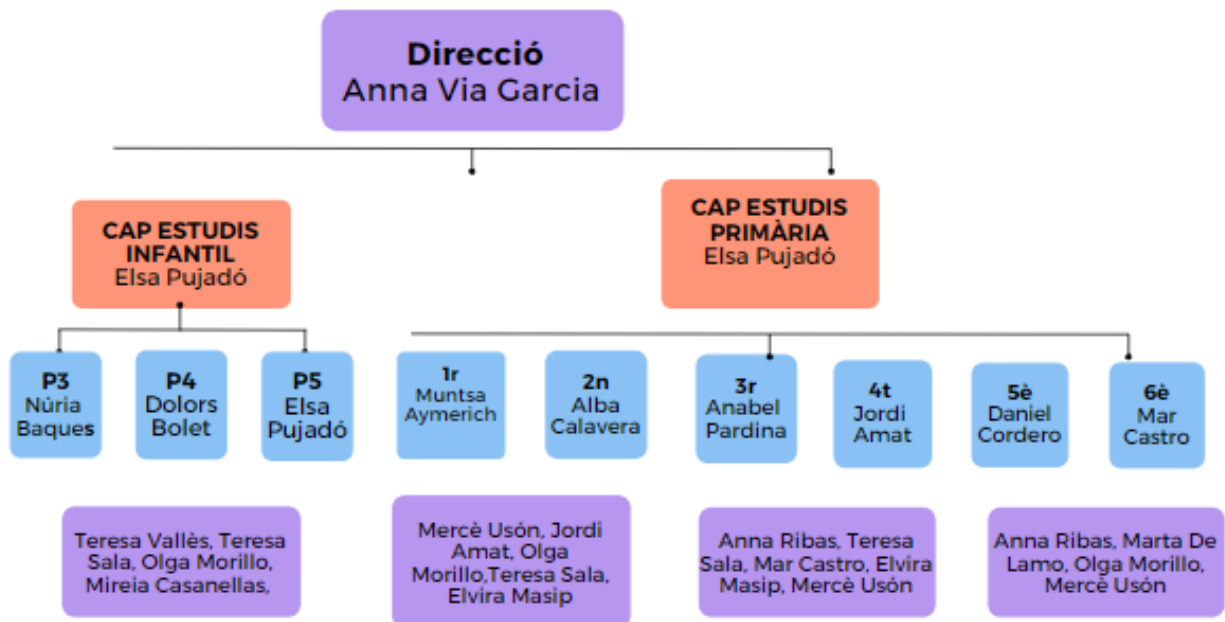 Direcció
Anna Via Garcia
CAP ESTUDIS
INFANTIL
Elsa Pujadó
CAP ESTUDIS
PRIMÀRIA
Elsa Pujadó
P3
Núria
Baques
P4
Dolors
Bolet
P5
Elsa
Pujadó
1r
Muntsa
Aymerich
2n
Alba
Calavera
3r
Anabel
Pardina
4t
Jordi
Amat
5è
Daniel
Cordero
6è
Mar
Castro
Teresa Vallès, Teresa
Sala, Olga Morillo,
Mireia Casanellas,
Mercè Usón, Jordi
Amat, Olga
Morillo,Teresa Sala,
Elvira Masip
Anna Ribas, Teresa
Sala, Mar Castro, Elvira
Masip, Mercè Usón
Anna Ribas, Marta De
Lamo, Olga Morillo,
Mercè Usón